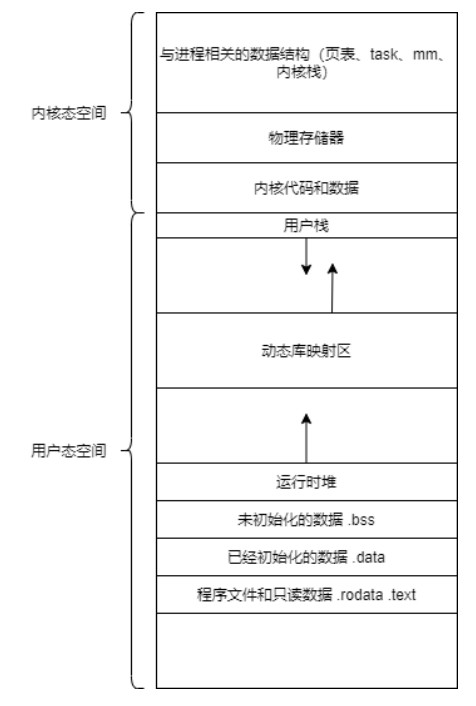 与进程相关的数据结构（页表、task、mm、
内核栈）
内核态空间
物理存储器
内核代码和数据
用户栈
动态库映射区
用户态空间
运行时堆
未初始化的数据 .bss
已经初始化的数据 .data
程序文件和只读数据 .rodata .text